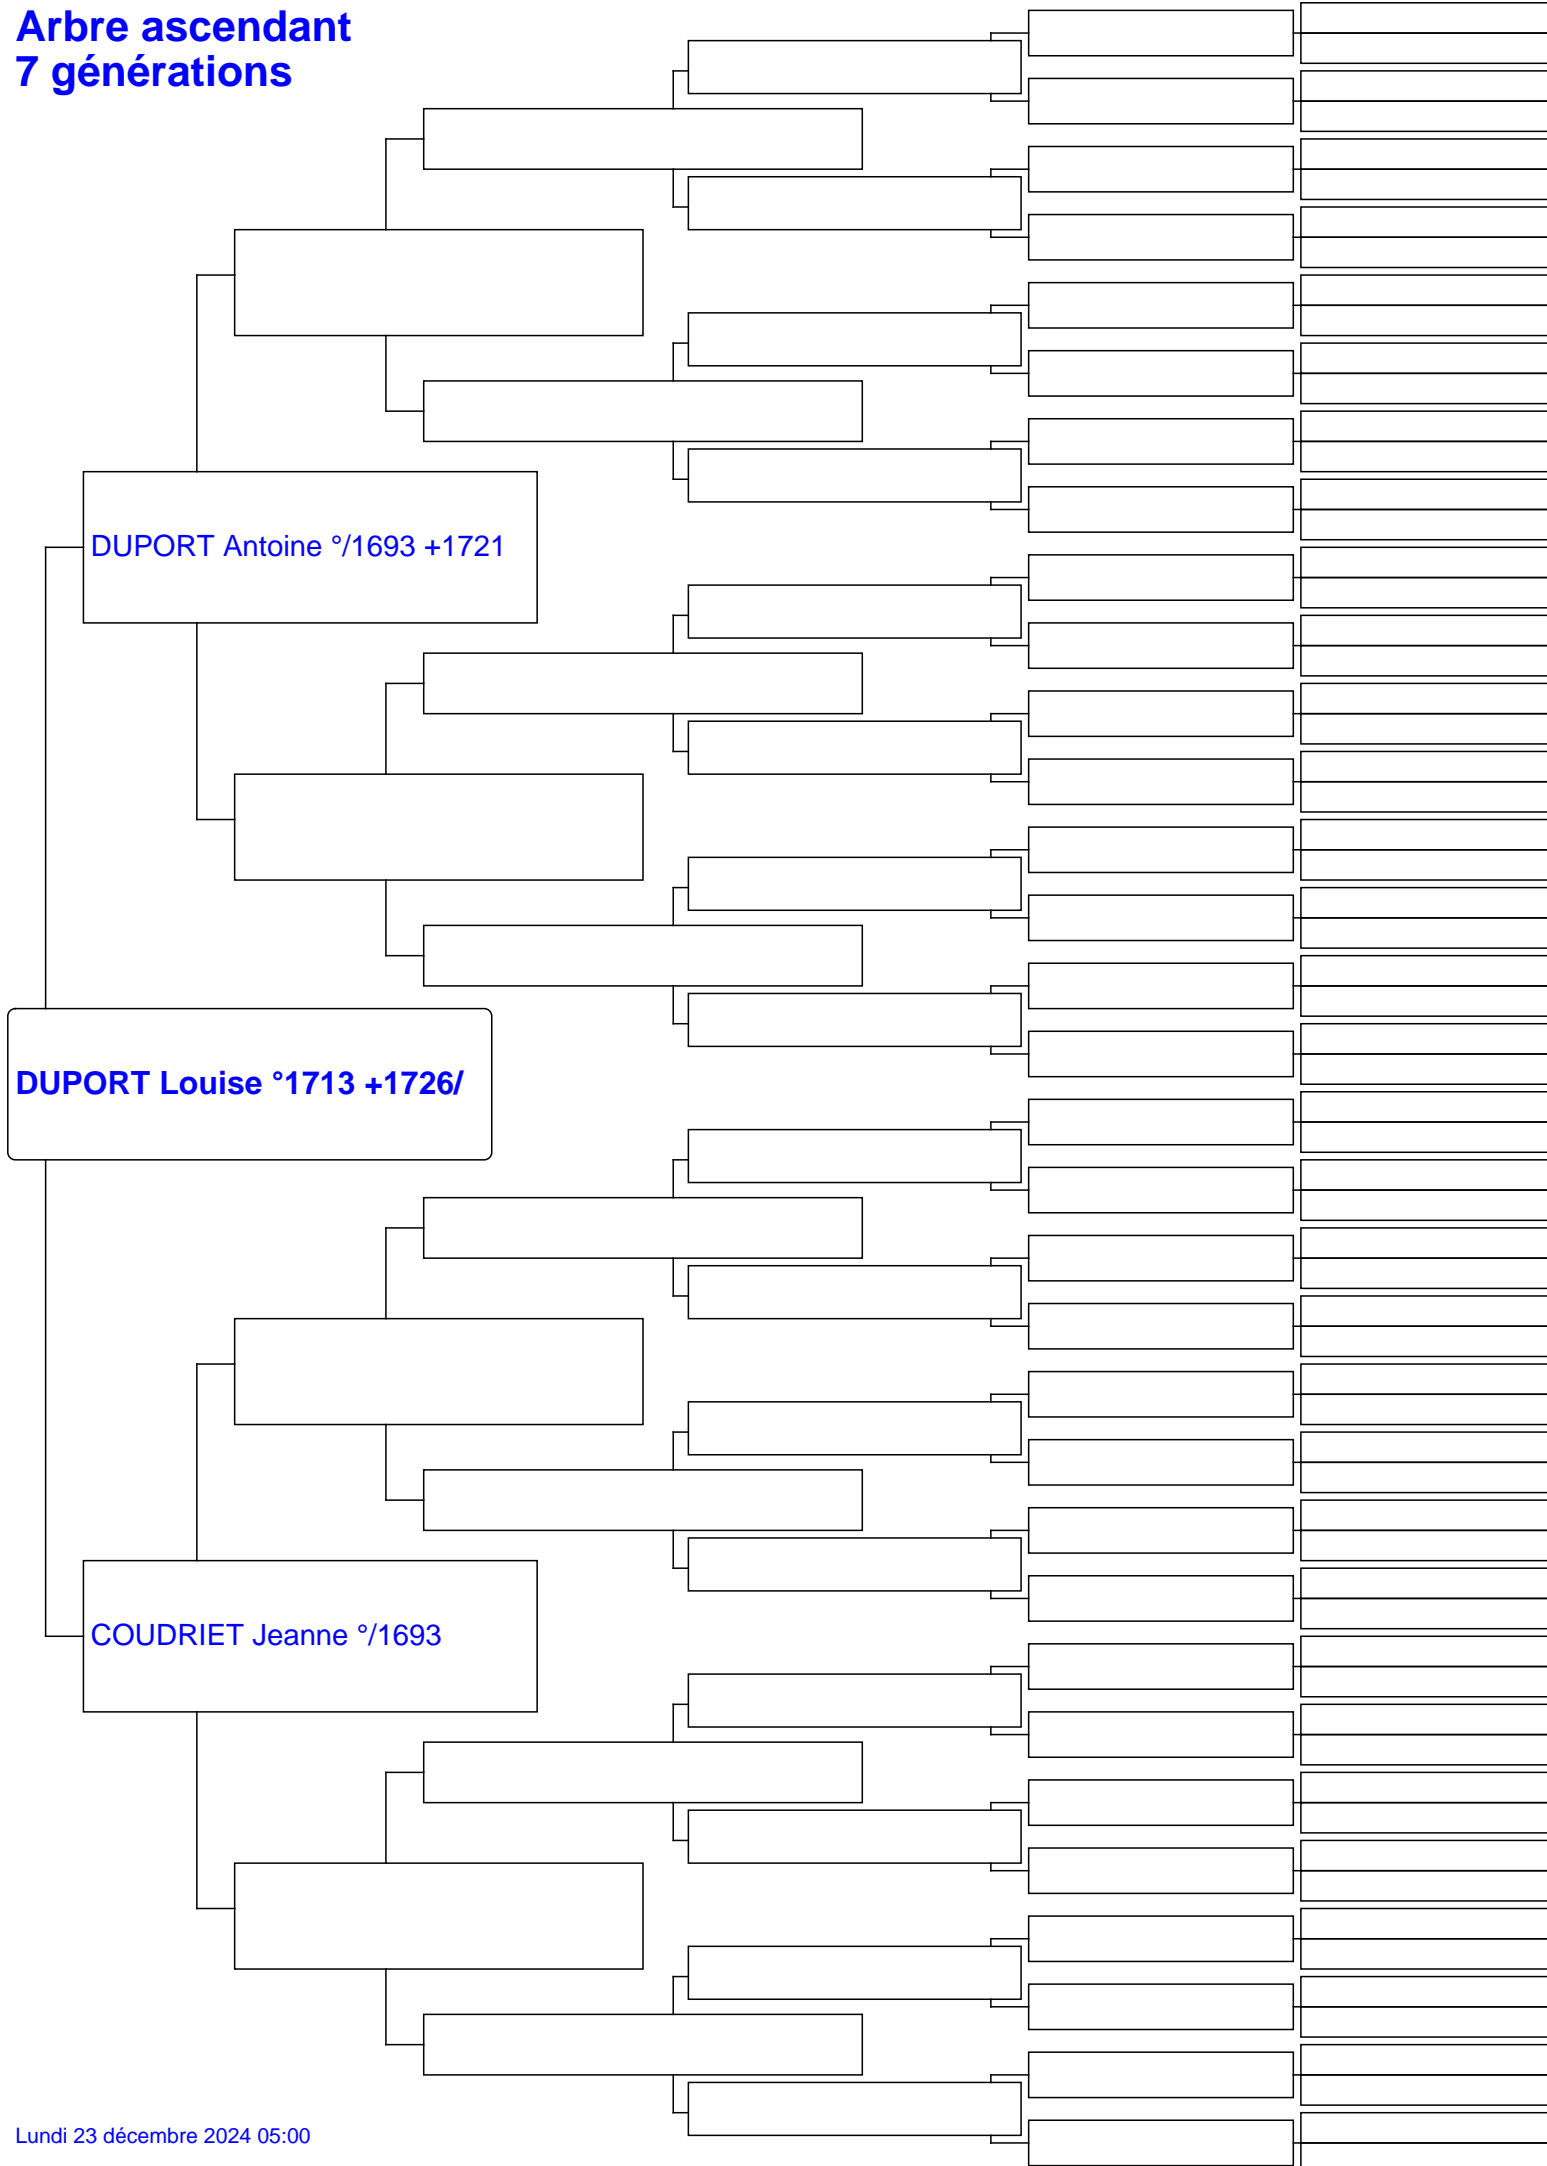 Arbre ascendant
7 générations
DUPORT Antoine °/1693 +1721
DUPORT Louise °1713 +1726/
COUDRIET Jeanne °/1693
Lundi 23 décembre 2024 05:00